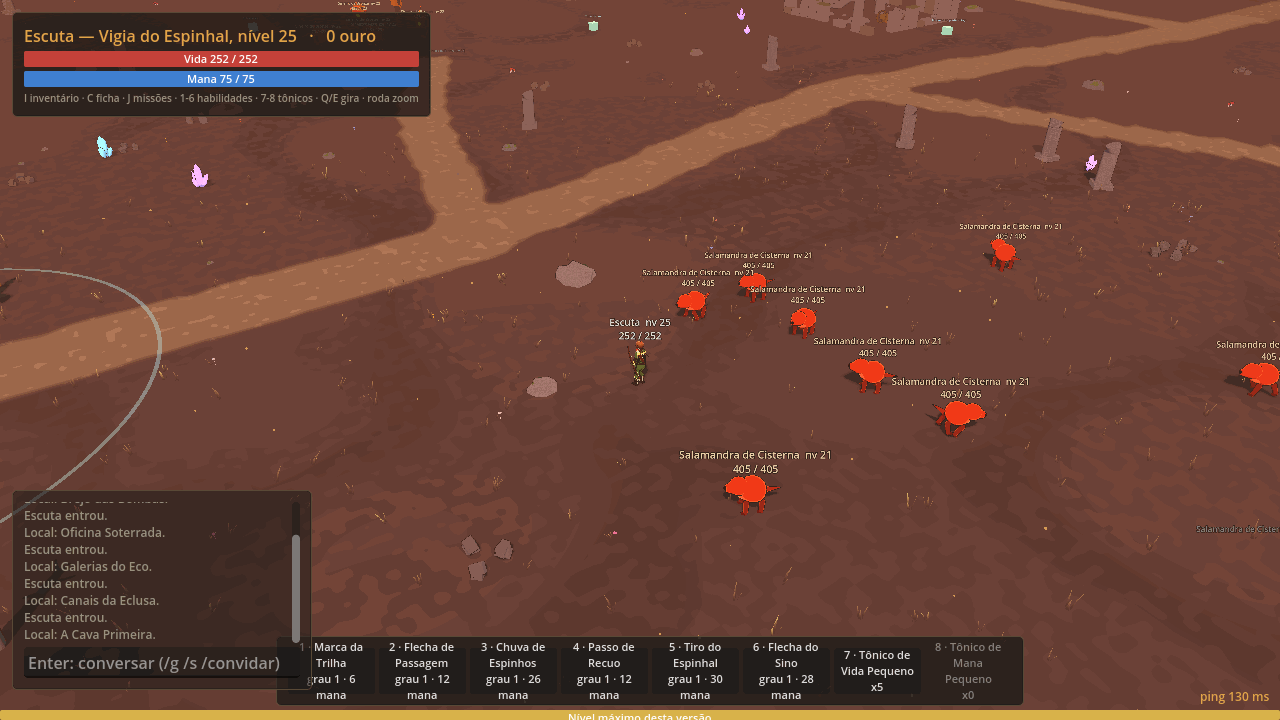 Escuta — Vigia do Espinhal, nível 25 · 0 ouro
Vida 252 / 252
Mana 75 / 75
I inventário · C ficha · J missões · 1-6 habilidades · 7-8 tônicos · Q/E gira · roda zoom
Salamandra de Cisterna nv 21
405 / 405
Salamandra de Cisterna nv 21
405 / 405
Salamandra de Cisterna nv 21
405 / 405
Salamandra de Cisterna nv 21
405 / 405
Escuta nv 25
252 / 252
Salamandra de Cisterna nv 21
405 / 405
Salamandra de
405
Salamandra de Cisterna nv 21
405 / 405
Salamandra de Cisterna nv 21
405 / 405
Salamandra de Cister
Escuta entrou.
Local: Oficina Soterrada.
Escuta entrou.
Local: Galerias do Eco.
Escuta entrou.
Local: Canais da Eclusa.
Escuta entrou.
Local: A Cava Primeira.
Enter: conversar (/g /s /convidar)
1 · Marca da
Trilha
grau 1 · 6
mana
2 · Flecha de
Passagem
grau 1 · 12
mana
3 · Chuva de
Espinhos
grau 1 · 26
mana
4 · Passo de
Recuo
grau 1 · 12
mana
5 · Tiro do
Espinhal
grau 1 · 30
mana
6 · Flecha do
Sino
grau 1 · 28
mana
7 · Tônico de
Vida Pequeno
x5
8 · Tônico de
Mana
Pequeno
x0
ping 130 ms
Nível máximo desta versão